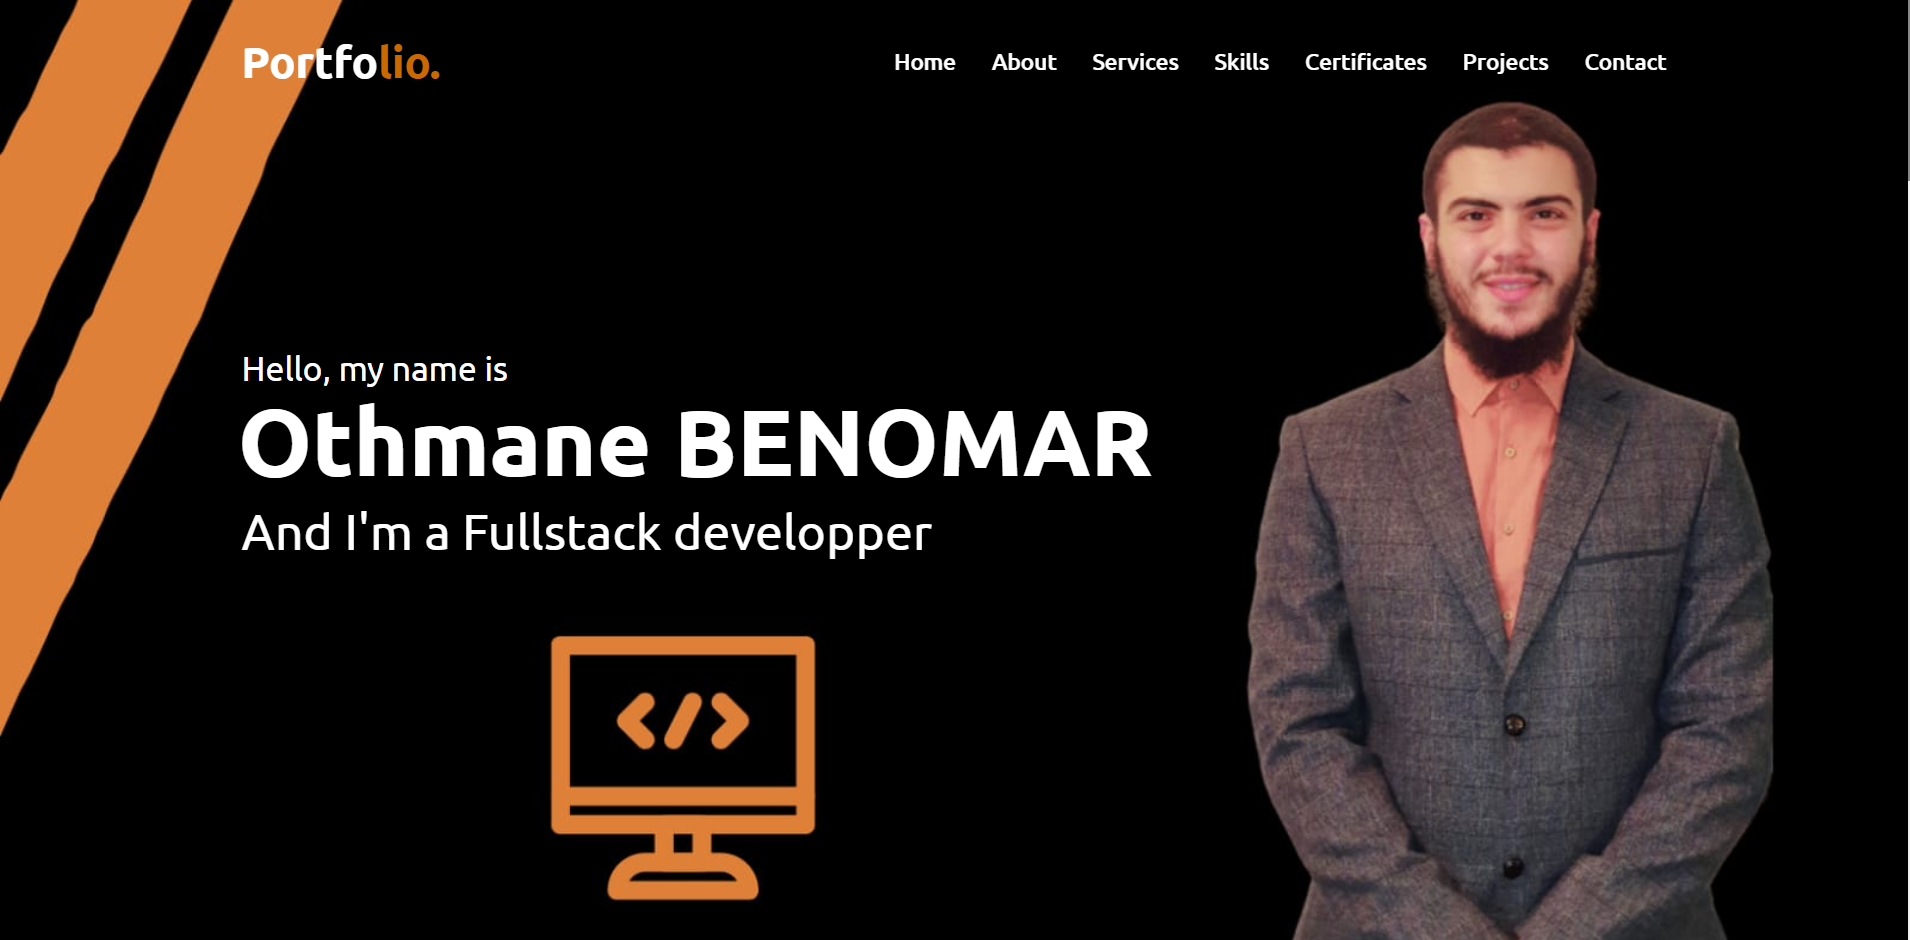 Portfolio.
Home About Services Skills Certificates Projects Contact
Hello, my name is
Othmane BENOMAR
And I'm a Fullstack developper
</>